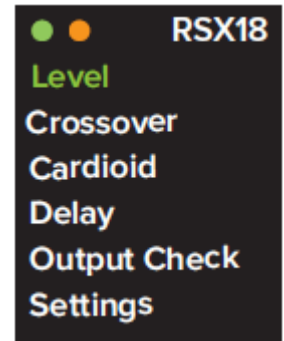 RSX18
Level
Crossover
Cardioid
Delay
Output Check
Settings